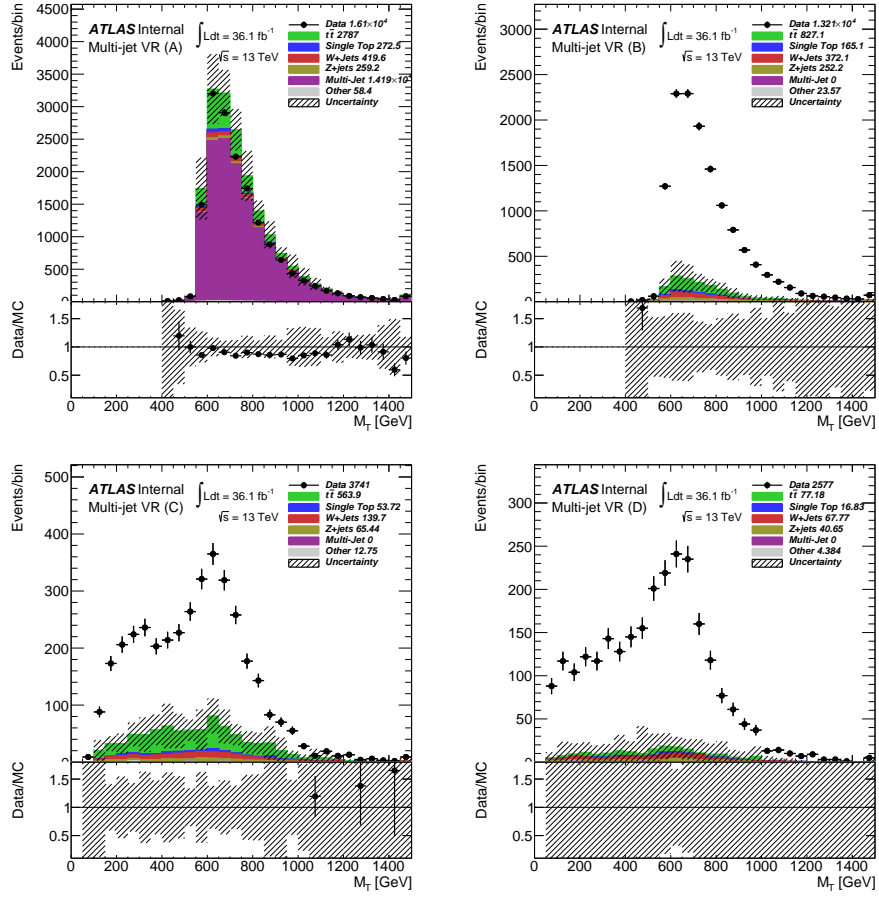 ATLAS Internal
Multi-jet VR (A)
∫ Ldt = 36.1 fb⁻¹
√s = 13 TeV
Data 1.61×10⁴
tt̄ 2787
Single Top 272.5
W+Jets 419.6
Z+jets 259.2
Multi-Jet 1.419×10
Other 58.4
Uncertainty
Events/bin
4500
4000
3500
3000
2500
2000
1500
1000
500
0
Data/MC
1.5
1
0.5
0 200 400 600 800 1000 1200 1400
M_T [GeV]
ATLAS Internal
Multi-jet VR (B)
∫ Ldt = 36.1 fb⁻¹
√s = 13 TeV
Data 1.321×10⁴
tt̄ 827.1
Single Top 165.1
W+Jets 372.1
Z+jets 252.2
Multi-Jet 0
Other 23.57
Uncertainty
Events/bin
3000
2500
2000
1500
1000
500
0
Data/MC
1.5
1
0.5
0 200 400 600 800 1000 1200 1400
M_T [GeV]
ATLAS Internal
Multi-jet VR (C)
∫ Ldt = 36.1 fb⁻¹
√s = 13 TeV
Data 3741
tt̄ 563.9
Single Top 53.72
W+Jets 139.7
Z+jets 65.44
Multi-Jet 0
Other 12.75
Uncertainty
Events/bin
500
400
300
200
100
0
Data/MC
1.5
1
0.5
0 200 400 600 800 1000 1200 1400
M_T [GeV]
ATLAS Internal
Multi-jet VR (D)
∫ Ldt = 36.1 fb⁻¹
√s = 13 TeV
Data 2577
tt̄ 77.18
Single Top 16.83
W+Jets 67.77
Z+jets 40.65
Multi-Jet 0
Other 4.384
Uncertainty
Events/bin
300
250
200
150
100
50
0
Data/MC
1.5
1
0.5
0 200 400 600 800 1000 1200 1400
M_T [GeV]